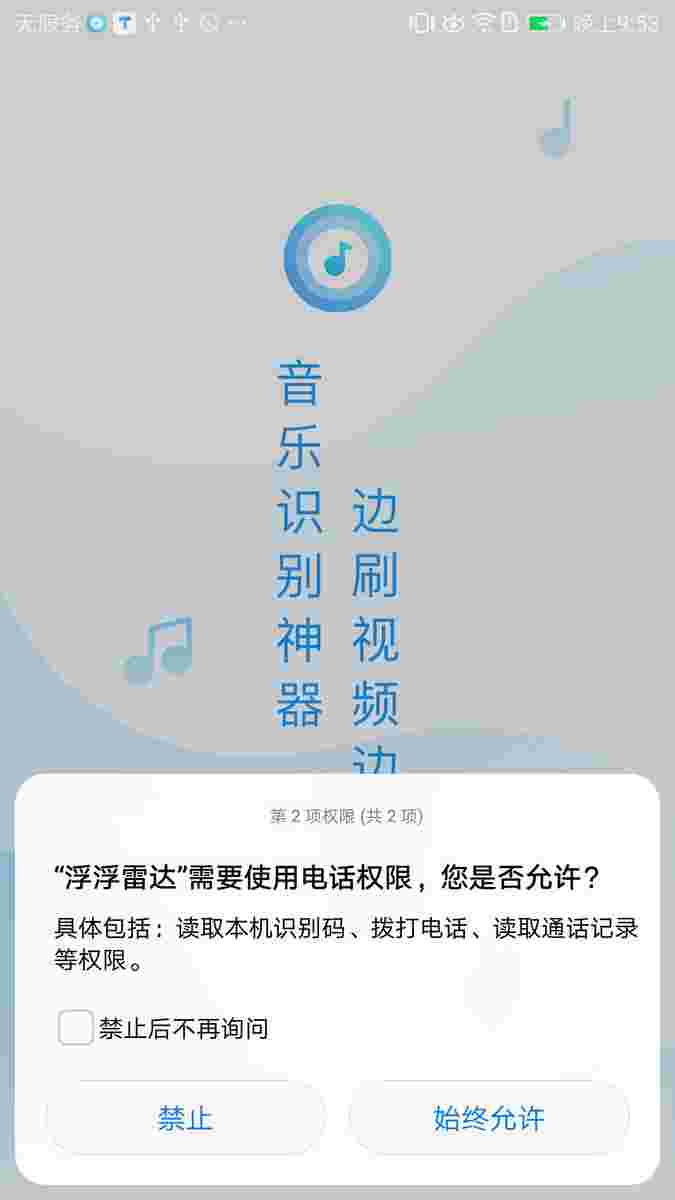 无服务
晚上9:53
音乐识别神器
边刷视频边
第 2 项权限 (共 2 项)
“浮浮雷达”需要使用电话权限，您是否允许？
具体包括：读取本机识别码、拨打电话、读取通话记录
等权限。
禁止后不再询问
禁止
始终允许